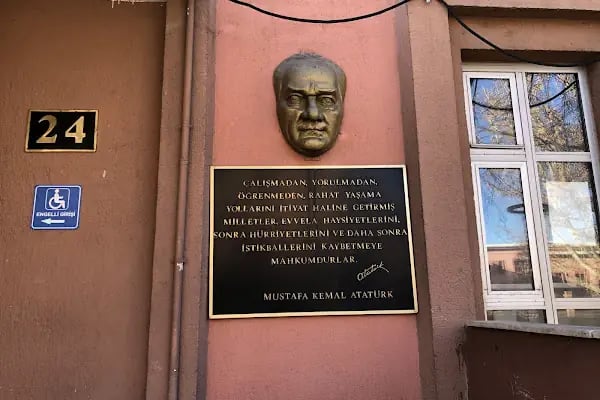 24
ENGELLİ GİRİŞİ
ÇALIŞMADAN, YORULMADAN,
ÖĞRENMEDEN, RAHAT YAŞAMA
YOLLARINI İTİYAT HALİNE GETİRMİŞ
MİLLETLER, EVVELA HAYSİYETLERİNİ,
SONRA HÜRRİYETLERİNİ VE DAHA SONRA
İSTİKBALLERİNİ KAYBETMEYE
MAHKUMDURLAR.
Atatürk
MUSTAFA KEMAL ATATÜRK